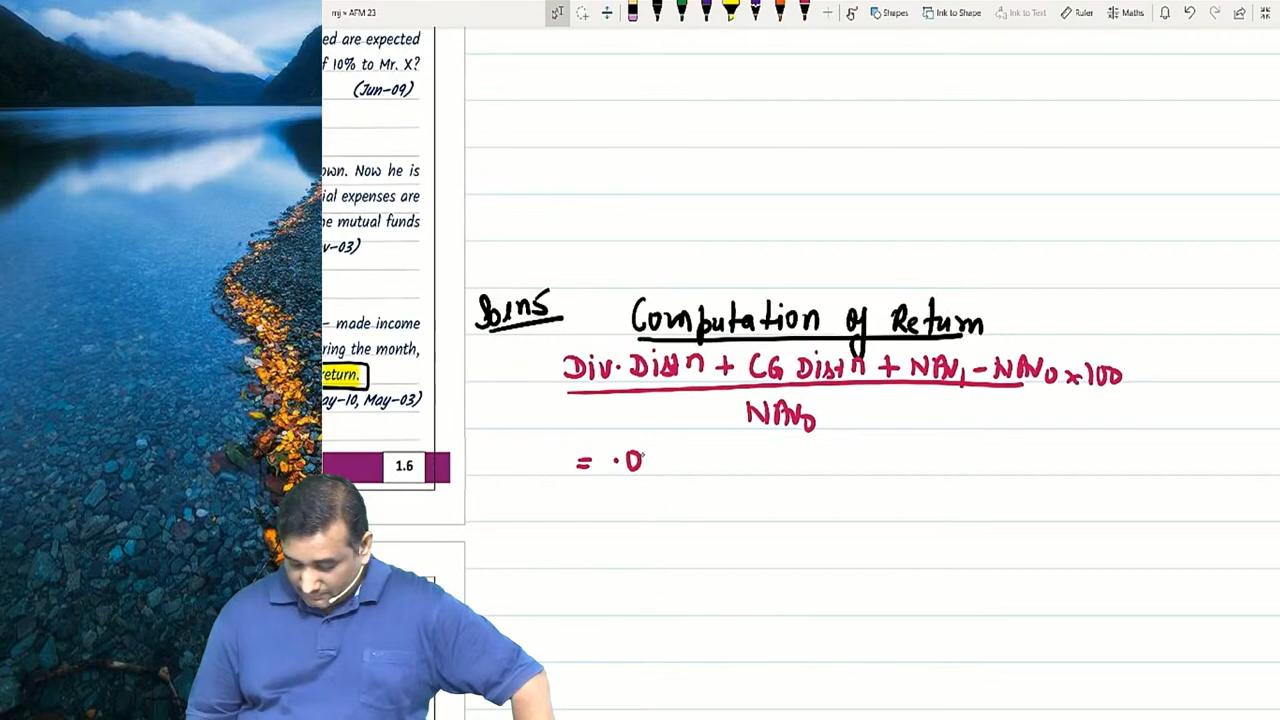 mj » AFM 23
Shapes
Ink to Shape
Ink to Text
Ruler
Maths
ed are expected
f 10% to Mr. X?
(Jun-09)
own. Now he is
ial expenses are
he mutual funds
v-03)
- made income
ring the month,
return.
ay-10, May-03)
1.6
Soln5
Computation of Return
Div. Distn + CG Distn + NAV1 - NAV0 x 100
NAV0
= .0